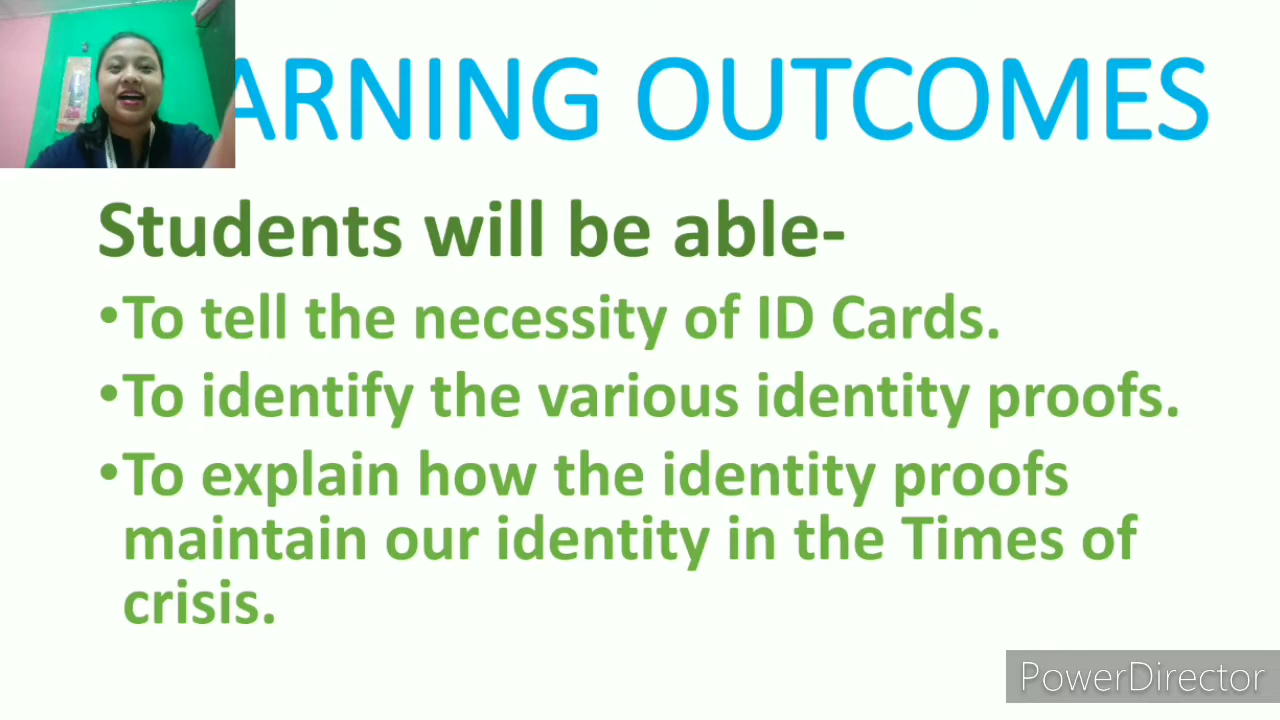 ARNING OUTCOMES
Students will be able-
•To tell the necessity of ID Cards.
•To identify the various identity proofs.
•To explain how the identity proofs
maintain our identity in the Times of
crisis.
PowerDirector